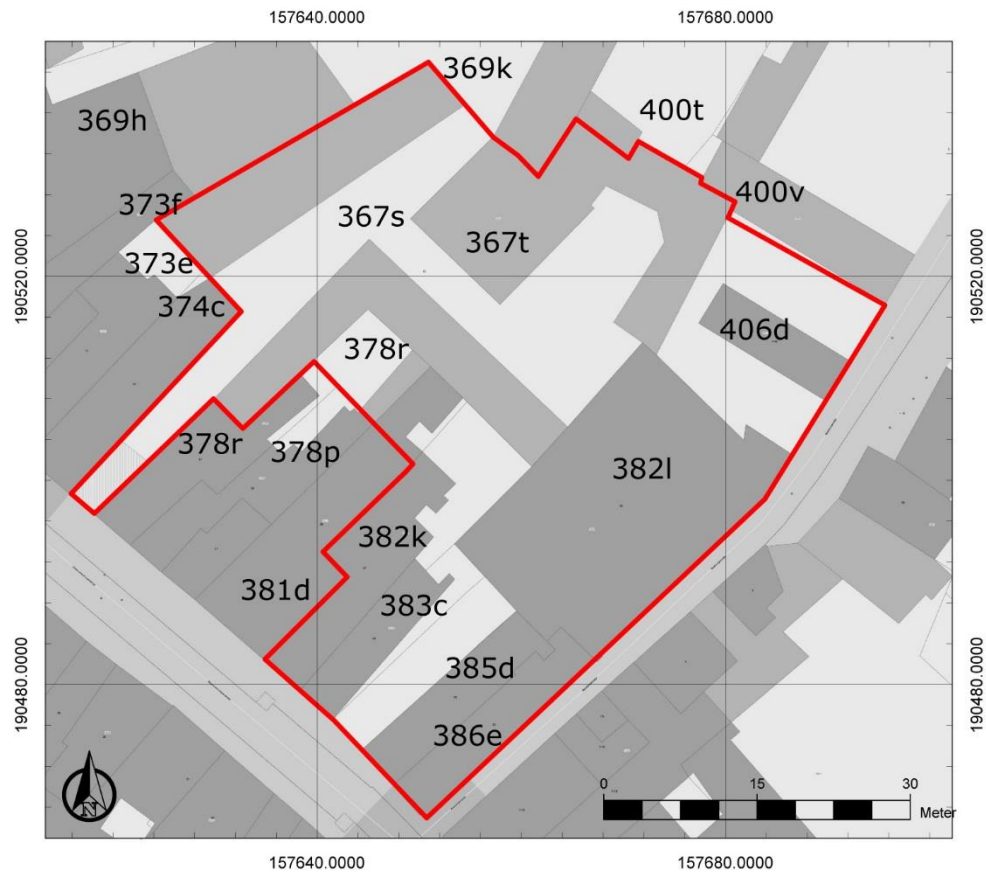 157640.0000
157680.0000
369k
369h
400t
373f
400v
367s
367t
373e
374c
190520.0000
190520.0000
406d
378r
378r
378p
382l
382k
381d
383c
385d
190480.0000
190480.0000
386e
N
0
15
30
Meter
157640.0000
157680.0000